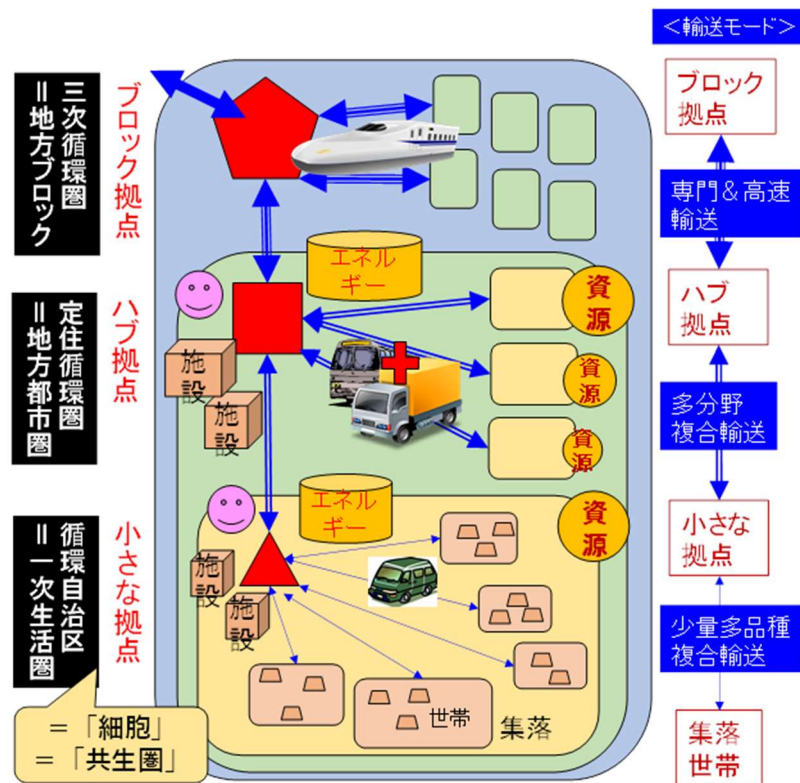 <輸送モード>
三次循環圏
＝地方ブロック
ブロック拠点
ブロック
拠点
専門&高速
輸送
エネル
ギー
定住循環圏
＝地方都市圏
ハブ拠点
施設
施設
資源
資源
資源
ハブ
拠点
多分野
複合輸送
エネル
ギー
循環自治区
＝一次生活圏
小さな拠点
施設
施設
資源
小さな
拠点
少量多品種
複合輸送
世帯
集落
＝「細胞」
＝「共生圏」
集落
世帯